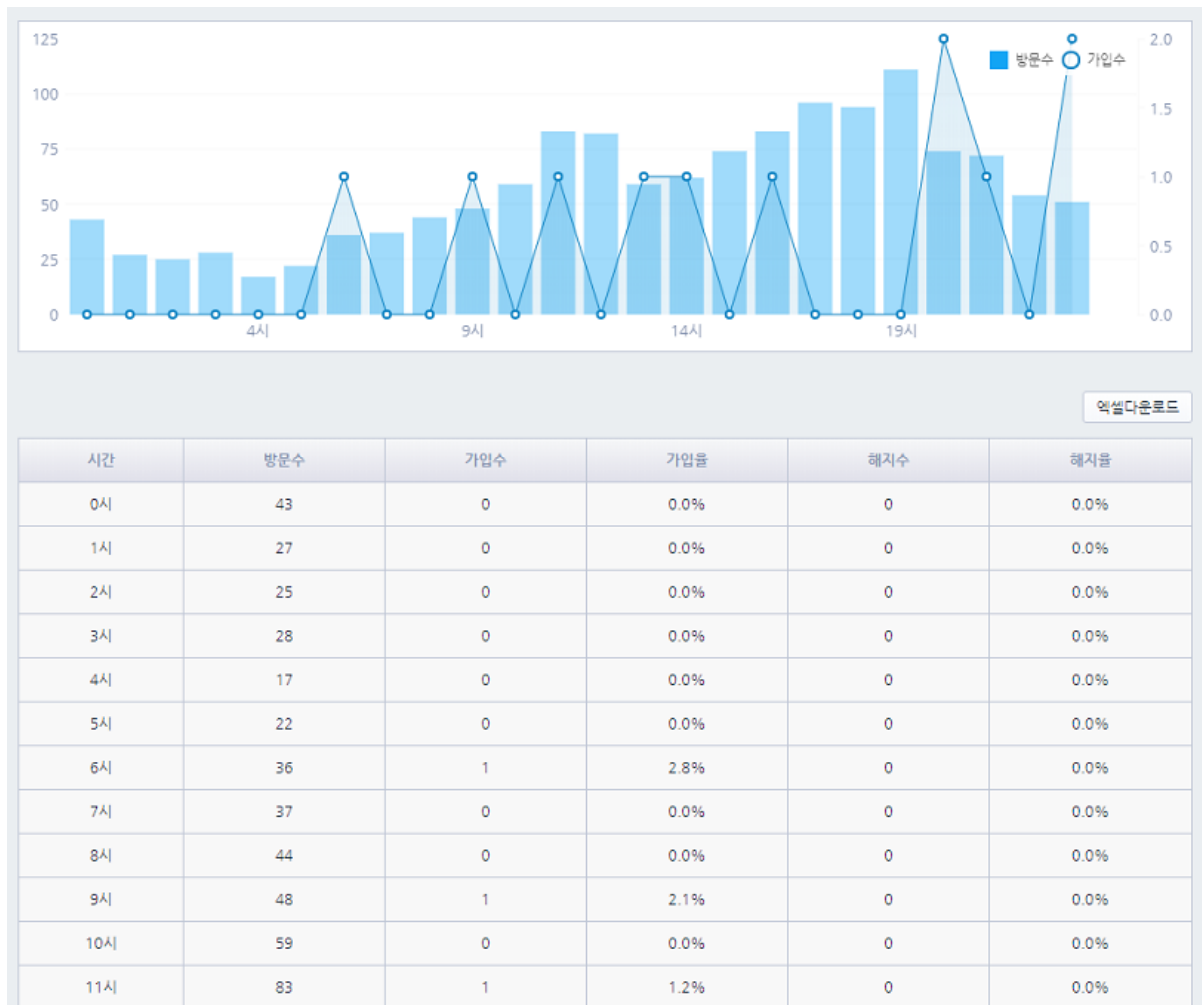 125 2.0
방문수 가입수
100 1.5
75 1.0
50
25 0.5
0 0.0
4시 9시 14시 19시
엑셀다운로드
시간 방문수 가입수 가입율 해지수 해지율
0시 43 0 0.0% 0 0.0%
1시 27 0 0.0% 0 0.0%
2시 25 0 0.0% 0 0.0%
3시 28 0 0.0% 0 0.0%
4시 17 0 0.0% 0 0.0%
5시 22 0 0.0% 0 0.0%
6시 36 1 2.8% 0 0.0%
7시 37 0 0.0% 0 0.0%
8시 44 0 0.0% 0 0.0%
9시 48 1 2.1% 0 0.0%
10시 59 0 0.0% 0 0.0%
11시 83 1 1.2% 0 0.0%